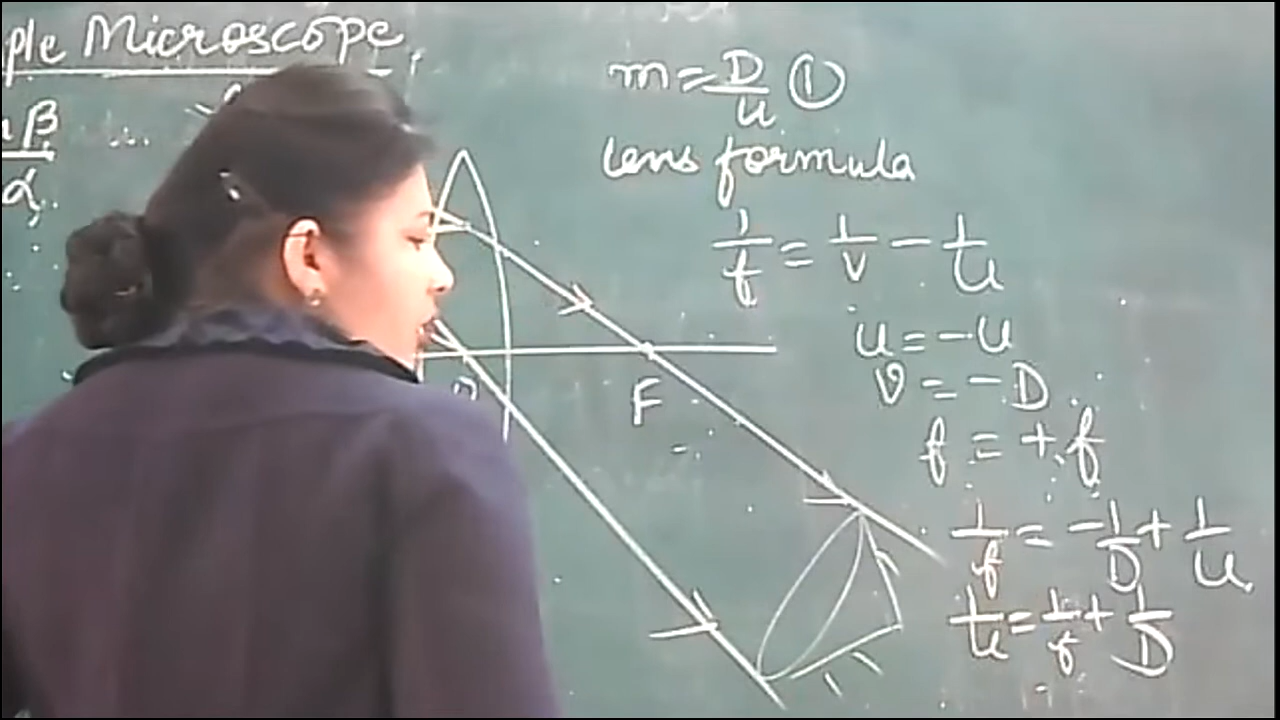 ple Microscope
β
α
m = D/u ①
lens formula
1/f = 1/v - 1/u
u = -u
v = -D
f = +f
F
1/f = -1/D + 1/u
1/u = 1/f + 1/D